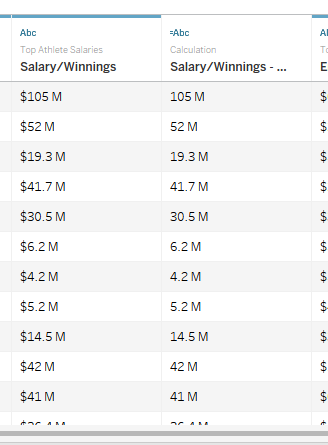 Abc =Abc Ab
Top Athlete Salaries Calculation To
Salary/Winnings Salary/Winnings - ... E
$105 M 105 M $
$52 M 52 M $
$19.3 M 19.3 M $
$41.7 M 41.7 M $
$30.5 M 30.5 M $
$6.2 M 6.2 M $
$4.2 M 4.2 M $
$5.2 M 5.2 M $
$14.5 M 14.5 M $
$42 M 42 M $
$41 M 41 M $